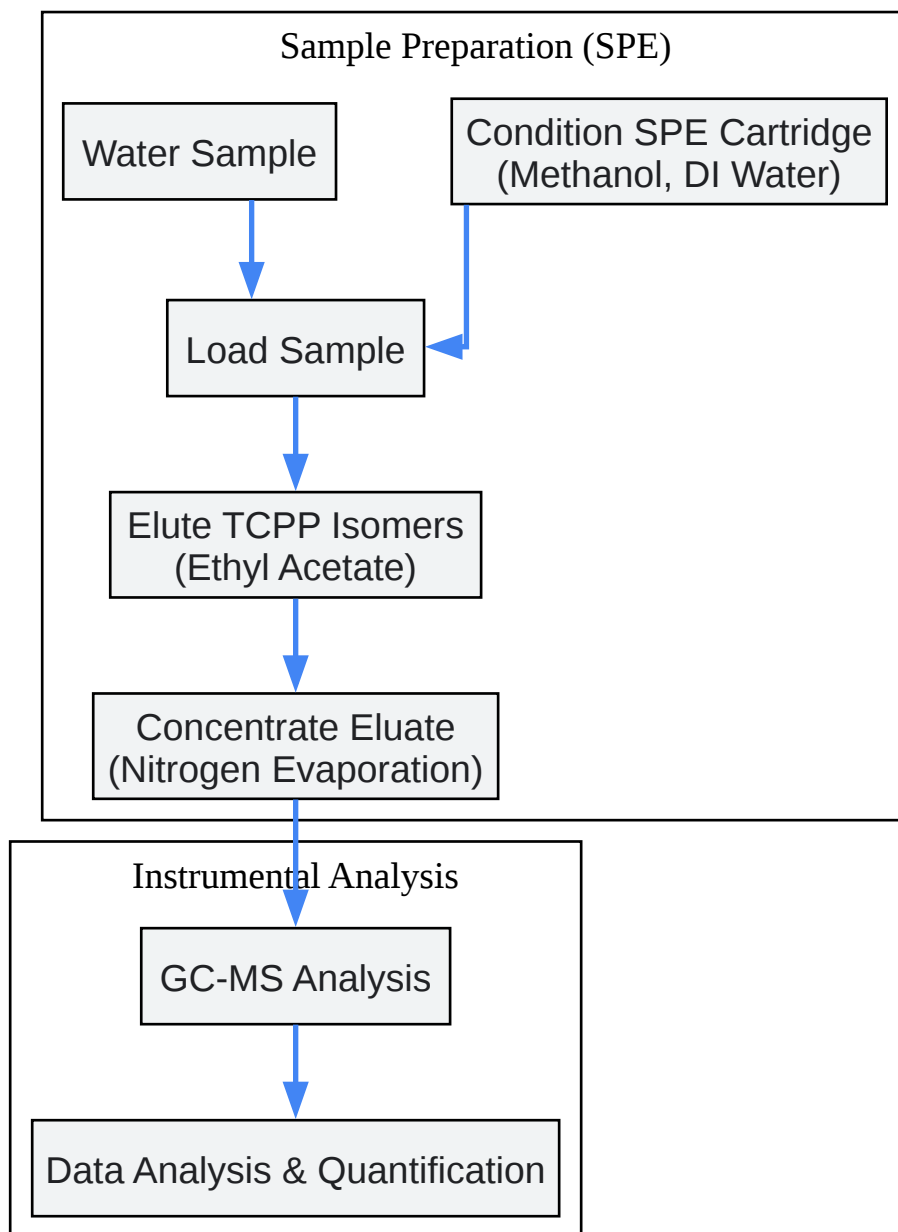 Sample Preparation (SPE)
Water Sample
Condition SPE Cartridge
(Methanol, DI Water)
Load Sample
Elute TCPP Isomers
(Ethyl Acetate)
Concentrate Eluate
(Nitrogen Evaporation)
Instrumental Analysis
GC-MS Analysis
Data Analysis & Quantification